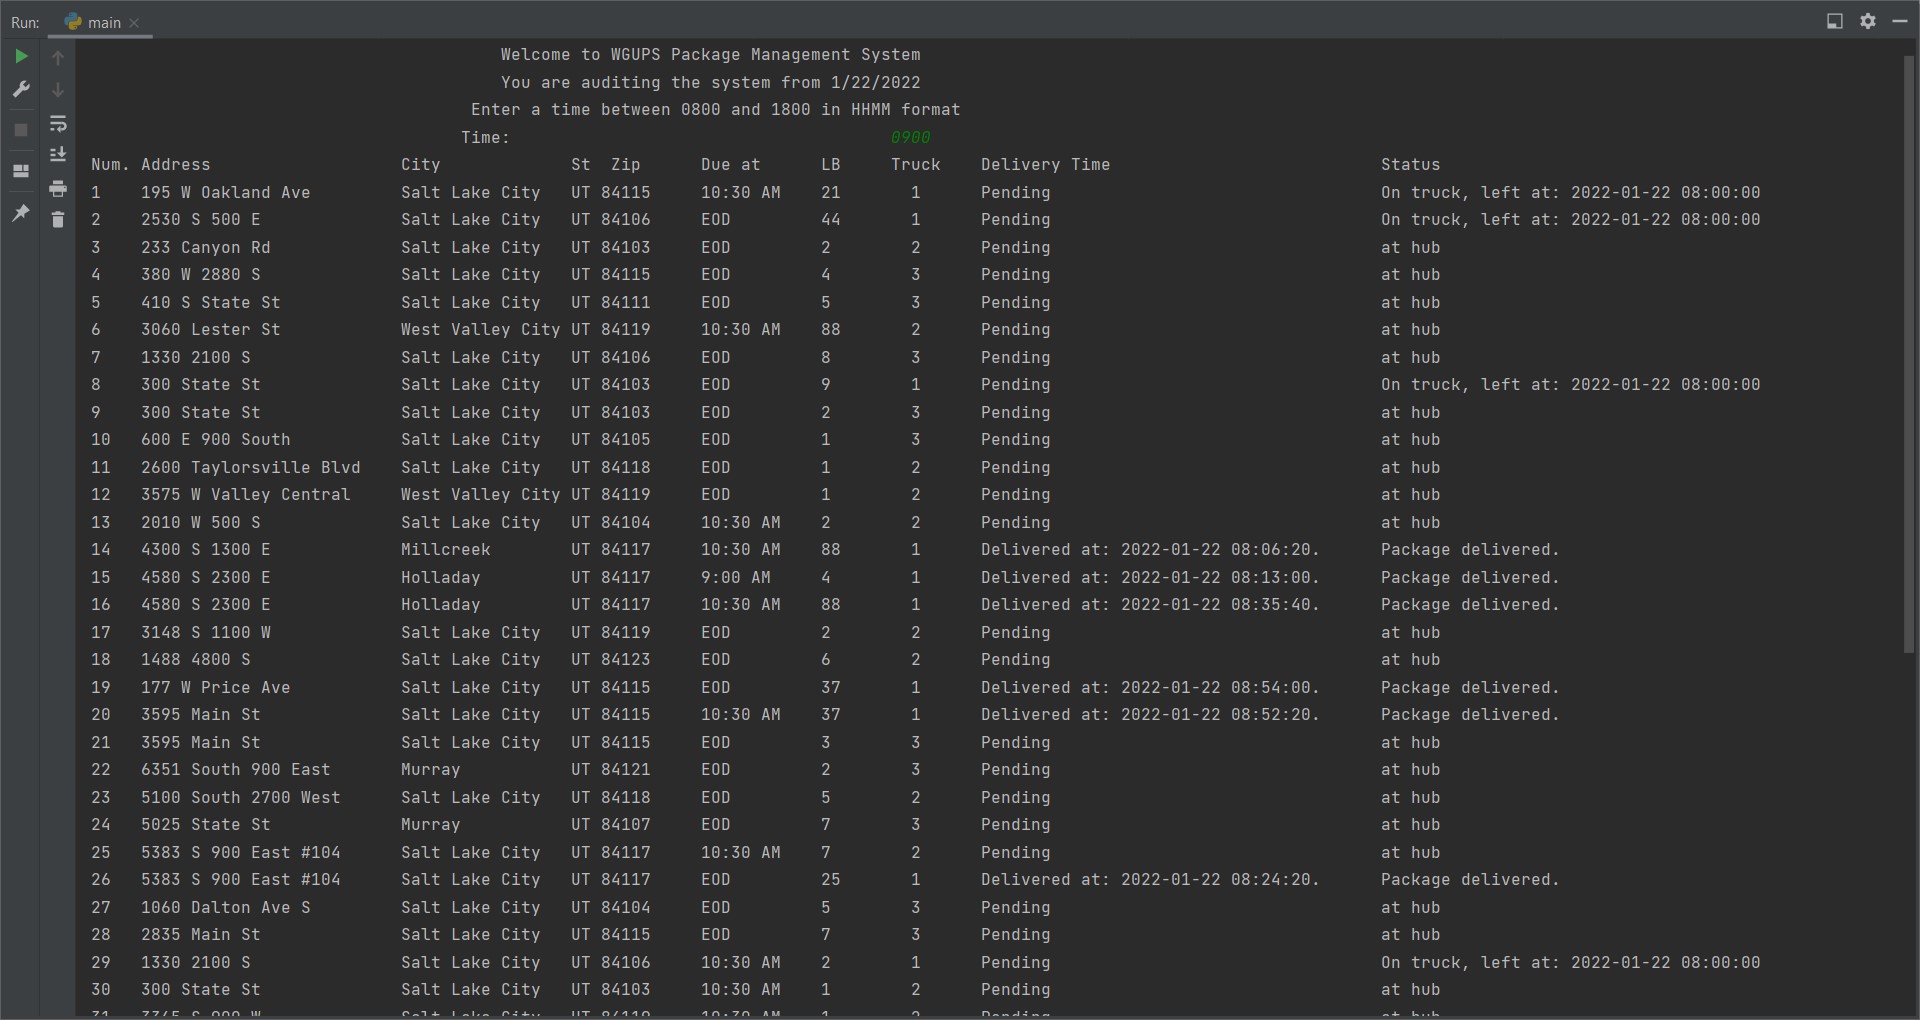 Run: main
Welcome to WGUPS Package Management System
You are auditing the system from 1/22/2022
Enter a time between 0800 and 1800 in HHMM format
Time: 0900
Num. Address City St Zip Due at LB Truck Delivery Time Status
1 195 W Oakland Ave Salt Lake City UT 84115 10:30 AM 21 1 Pending On truck, left at: 2022-01-22 08:00:00
2 2530 S 500 E Salt Lake City UT 84106 EOD 44 1 Pending On truck, left at: 2022-01-22 08:00:00
3 233 Canyon Rd Salt Lake City UT 84103 EOD 2 2 Pending at hub
4 380 W 2880 S Salt Lake City UT 84115 EOD 4 3 Pending at hub
5 410 S State St Salt Lake City UT 84111 EOD 5 3 Pending at hub
6 3060 Lester St West Valley City UT 84119 10:30 AM 88 2 Pending at hub
7 1330 2100 S Salt Lake City UT 84106 EOD 8 3 Pending at hub
8 300 State St Salt Lake City UT 84103 EOD 9 1 Pending On truck, left at: 2022-01-22 08:00:00
9 300 State St Salt Lake City UT 84103 EOD 2 3 Pending at hub
10 600 E 900 South Salt Lake City UT 84105 EOD 1 3 Pending at hub
11 2600 Taylorsville Blvd Salt Lake City UT 84118 EOD 1 2 Pending at hub
12 3575 W Valley Central West Valley City UT 84119 EOD 1 2 Pending at hub
13 2010 W 500 S Salt Lake City UT 84104 10:30 AM 2 2 Pending at hub
14 4300 S 1300 E Millcreek UT 84117 10:30 AM 88 1 Delivered at: 2022-01-22 08:06:20. Package delivered.
15 4580 S 2300 E Holladay UT 84117 9:00 AM 4 1 Delivered at: 2022-01-22 08:13:00. Package delivered.
16 4580 S 2300 E Holladay UT 84117 10:30 AM 88 1 Delivered at: 2022-01-22 08:35:40. Package delivered.
17 3148 S 1100 W Salt Lake City UT 84119 EOD 2 2 Pending at hub
18 1488 4800 S Salt Lake City UT 84123 EOD 6 2 Pending at hub
19 177 W Price Ave Salt Lake City UT 84115 EOD 37 1 Delivered at: 2022-01-22 08:54:00. Package delivered.
20 3595 Main St Salt Lake City UT 84115 10:30 AM 37 1 Delivered at: 2022-01-22 08:52:20. Package delivered.
21 3595 Main St Salt Lake City UT 84115 EOD 3 3 Pending at hub
22 6351 South 900 East Murray UT 84121 EOD 2 3 Pending at hub
23 5100 South 2700 West Salt Lake City UT 84118 EOD 5 2 Pending at hub
24 5025 State St Murray UT 84107 EOD 7 3 Pending at hub
25 5383 S 900 East #104 Salt Lake City UT 84117 10:30 AM 7 2 Pending at hub
26 5383 S 900 East #104 Salt Lake City UT 84117 EOD 25 1 Delivered at: 2022-01-22 08:24:20. Package delivered.
27 1060 Dalton Ave S Salt Lake City UT 84104 EOD 5 3 Pending at hub
28 2835 Main St Salt Lake City UT 84115 EOD 7 3 Pending at hub
29 1330 2100 S Salt Lake City UT 84106 10:30 AM 2 1 Pending On truck, left at: 2022-01-22 08:00:00
30 300 State St Salt Lake City UT 84103 10:30 AM 1 2 Pending at hub